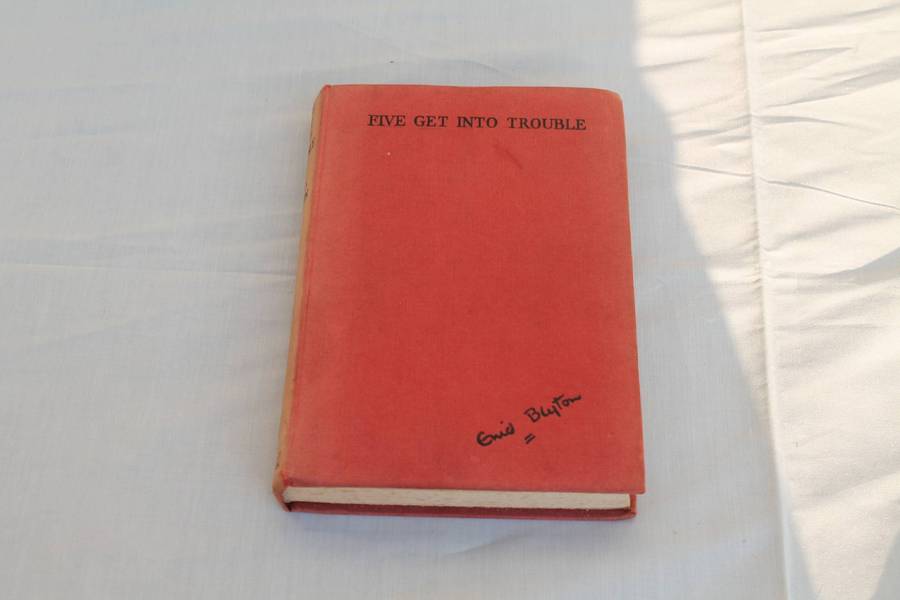 FIVE GET INTO TROUBLE
Enid Blyton